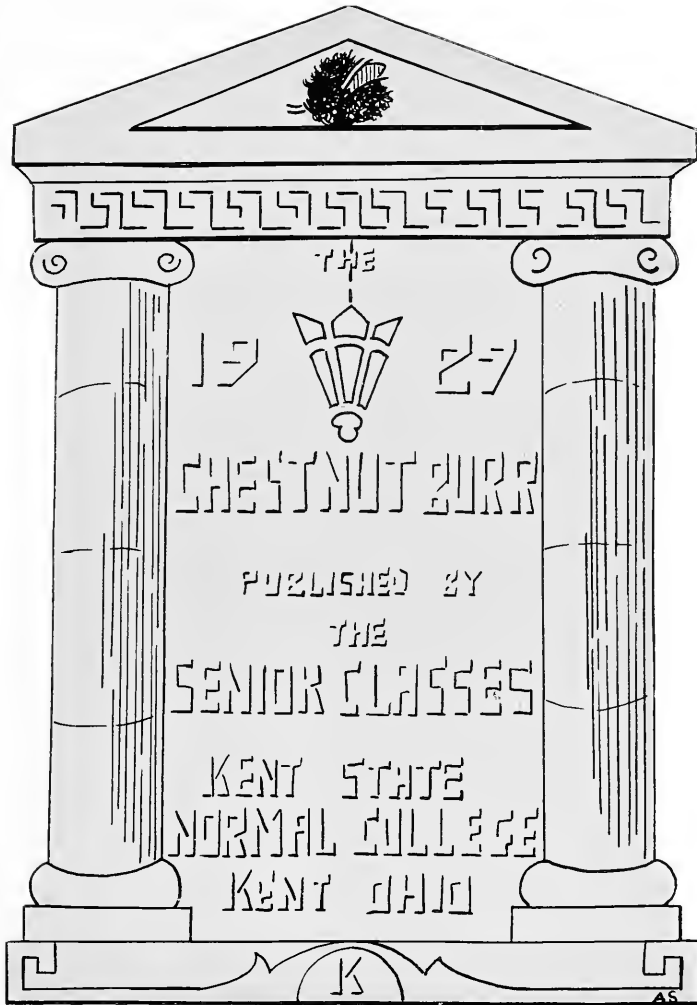 THE
19 27
CHESTNUT BURR
PUBLISHED BY
THE
SENIOR CLASSES
KENT STATE
NORMAL COLLEGE
KENT OHIO
K
AS